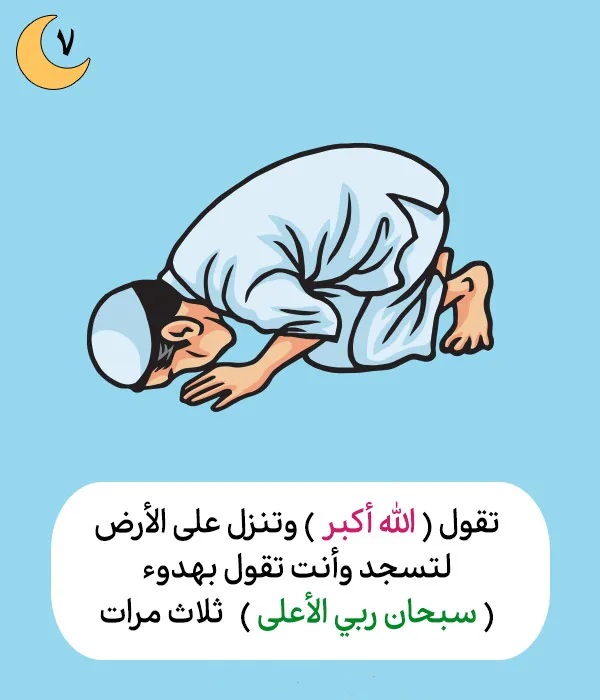 ٧
تقول ( الله أكبر ) وتنزل على الأرض
لتسجد وأنت تقول بهدوء
( سبحان ربي الأعلى ) ثلاث مرات